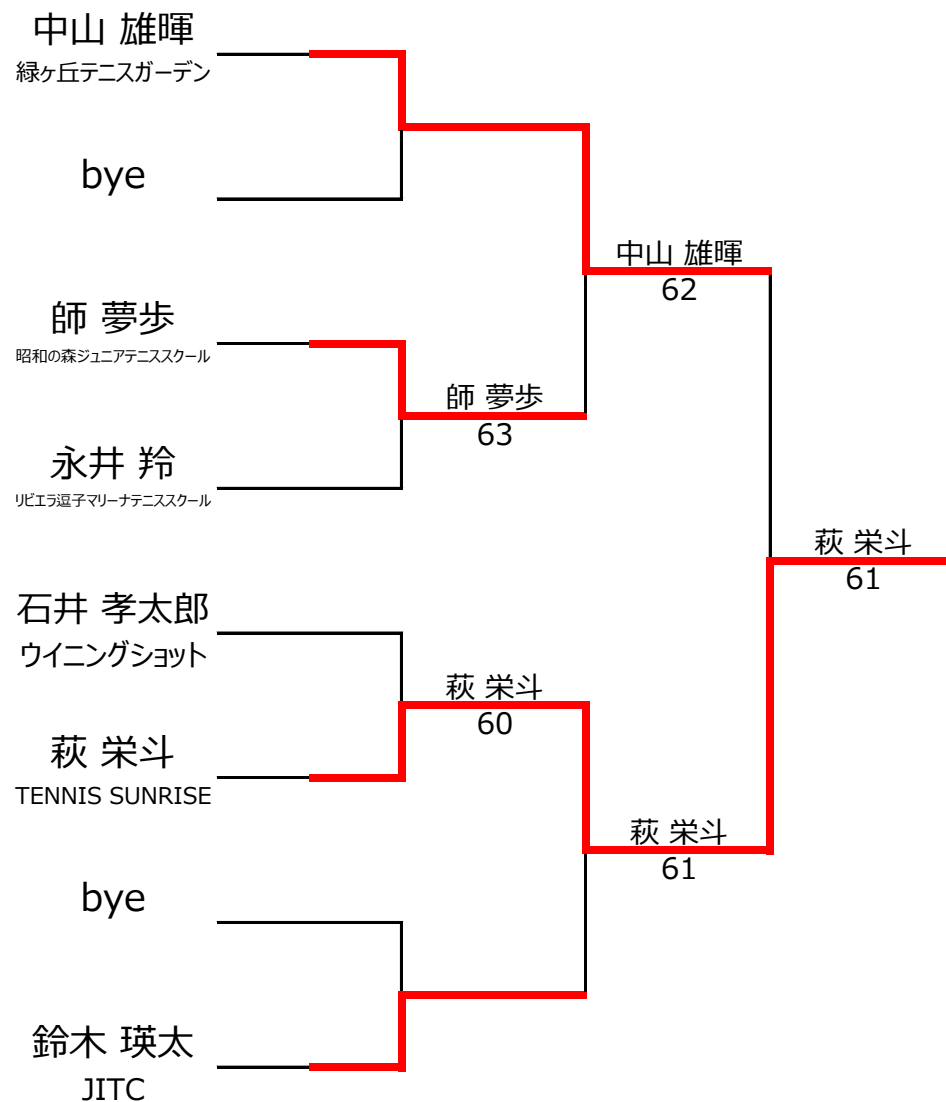 中山 雄暉
緑ヶ丘テニスガーデン
bye
師 夢歩
昭和の森ジュニアテニススクール
永井 羚
リビエラ逗子マリーナテニススクール
石井 孝太郎
ウイニングショット
萩 栄斗
TENNIS SUNRISE
bye
鈴木 瑛太
JITC
師 夢歩
63
萩 栄斗
60
中山 雄暉
62
萩 栄斗
61
萩 栄斗
61